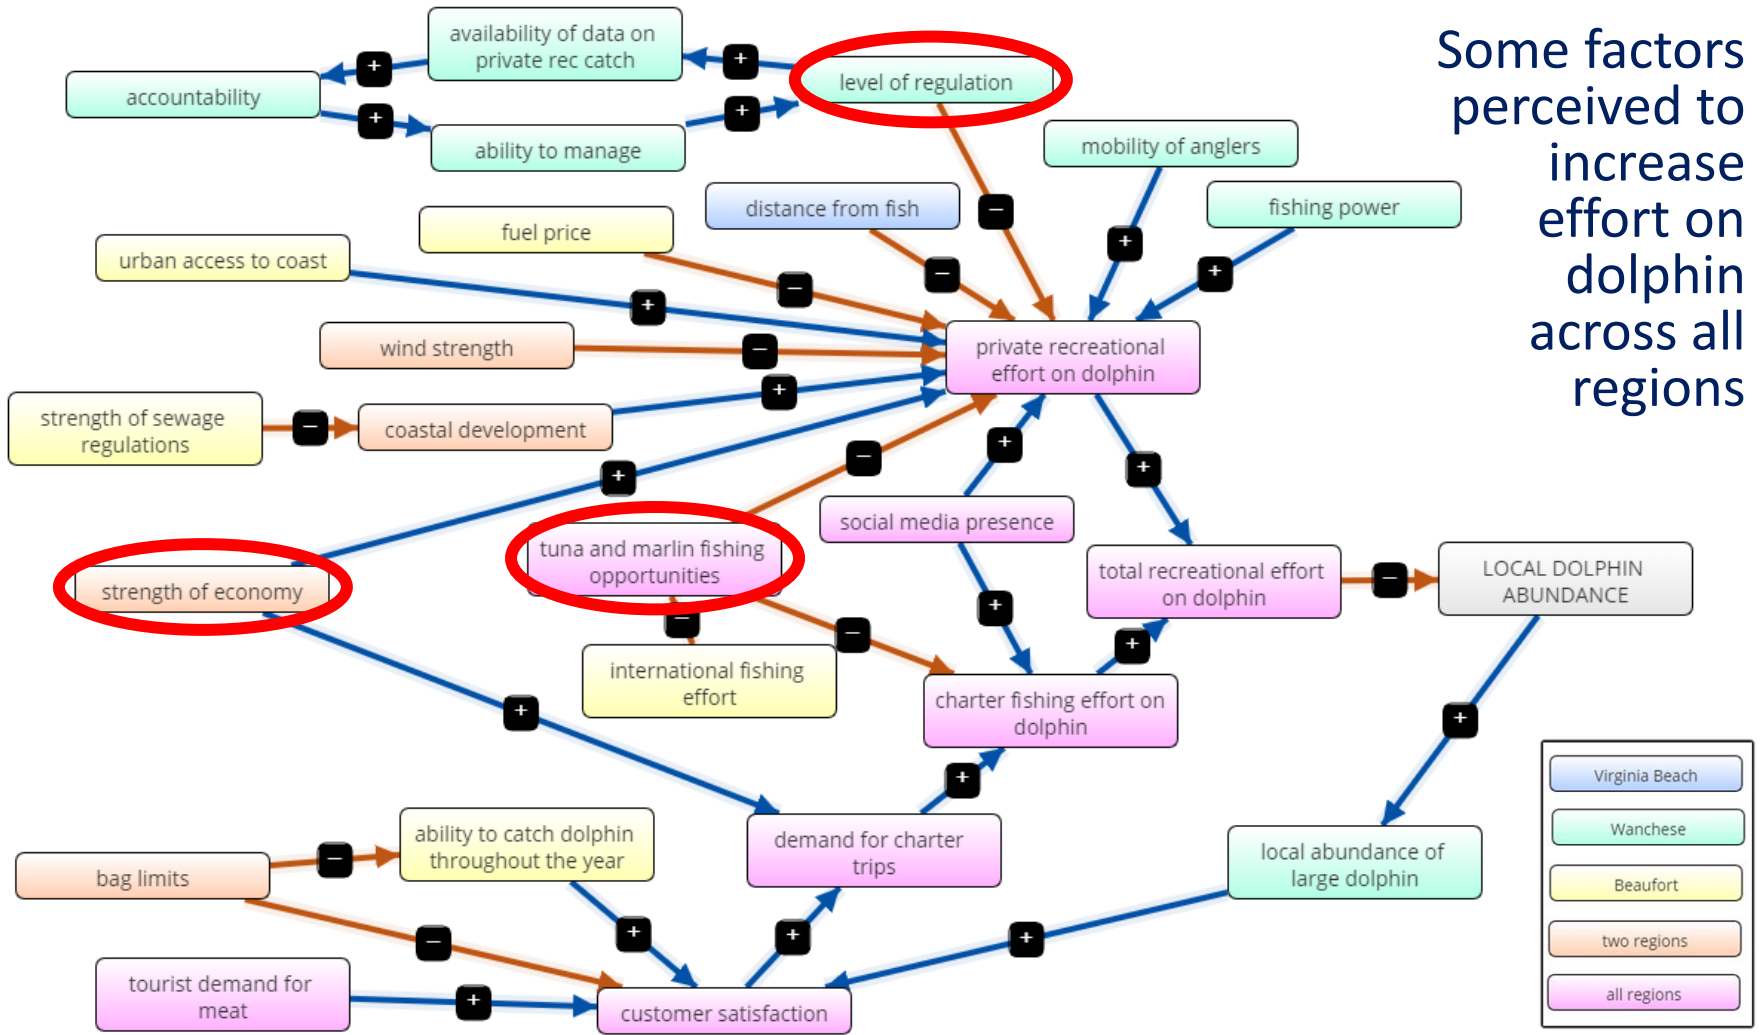 Some factors
perceived to
increase
effort on
dolphin
across all
regions
availability of data on
private rec catch
level of regulation
accountability
ability to manage
mobility of anglers
distance from fish
fishing power
fuel price
urban access to coast
wind strength
private recreational
effort on dolphin
strength of sewage
regulations
coastal development
social media presence
tuna and marlin fishing
opportunities
strength of economy
total recreational effort
on dolphin
LOCAL DOLPHIN
ABUNDANCE
international fishing
effort
charter fishing effort on
dolphin
ability to catch dolphin
throughout the year
demand for charter
trips
bag limits
local abundance of
large dolphin
tourist demand for
meat
customer satisfaction
Virginia Beach
Wanchese
Beaufort
two regions
all regions
+
+
+
+
−
+
+
−
−
+
−
+
−
+
−
+
+
−
+
−
−
+
+
+
+
−
−
+
+
+
+